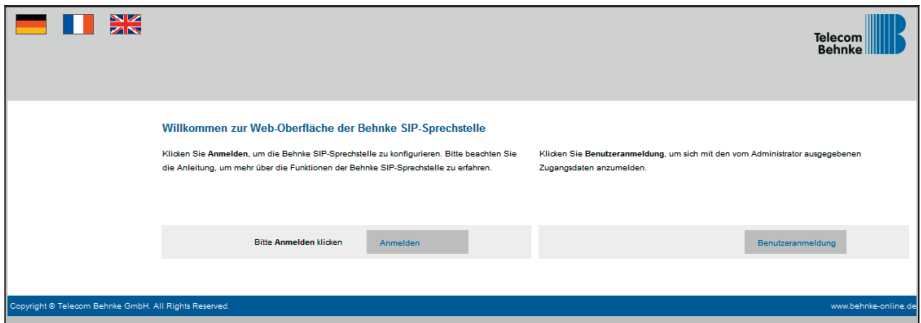 Telecom
Behnke
Willkommen zur Web-Oberfläche der Behnke SIP-Sprechstelle
Klicken Sie Anmelden, um die Behnke SIP-Sprechstelle zu konfigurieren. Bitte beachten Sie
die Anleitung, um mehr über die Funktionen der Behnke SIP-Sprechstelle zu erfahren.
Klicken Sie Benutzeranmeldung, um sich mit den vom Administrator ausgegebenen
Zugangsdaten anzumelden.
Bitte Anmelden klicken
Anmelden
Benutzeranmeldung
Copyright © Telecom Behnke GmbH. All Rights Reserved.
www.behnke-online.de